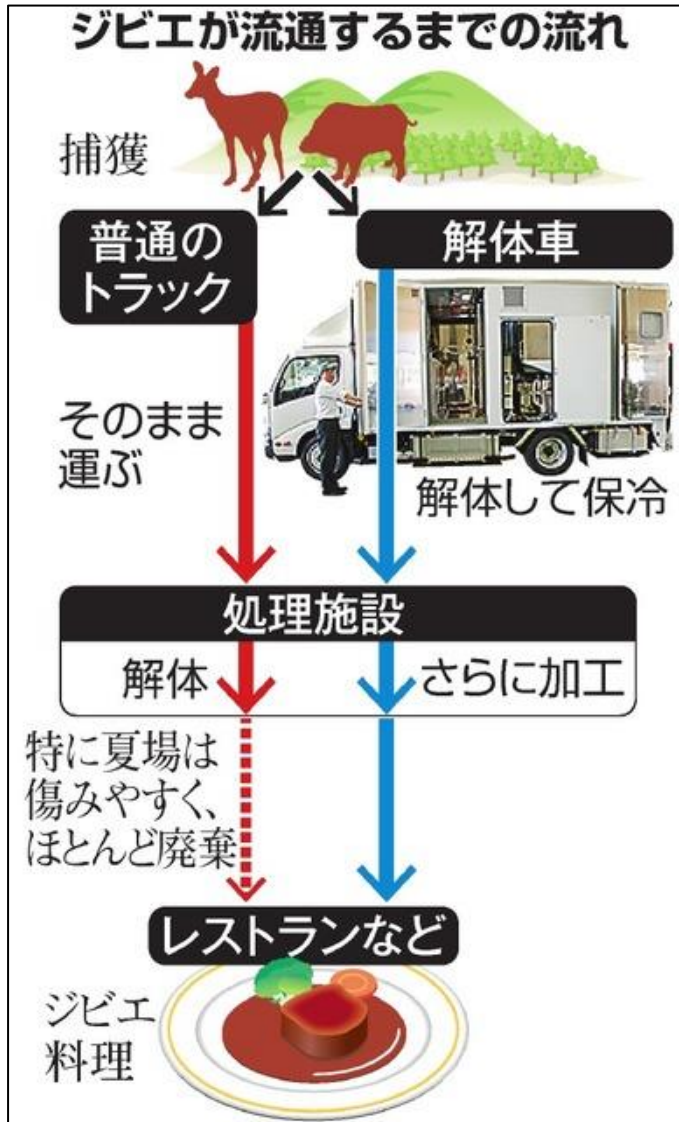 ジビエが流通するまでの流れ
捕獲
普通の
トラック
解体車
そのまま
運ぶ
解体して保冷
処理施設
解体
さらに加工
特に夏場は
傷みやすく、
ほとんど廃棄
レストランなど
ジビエ
料理